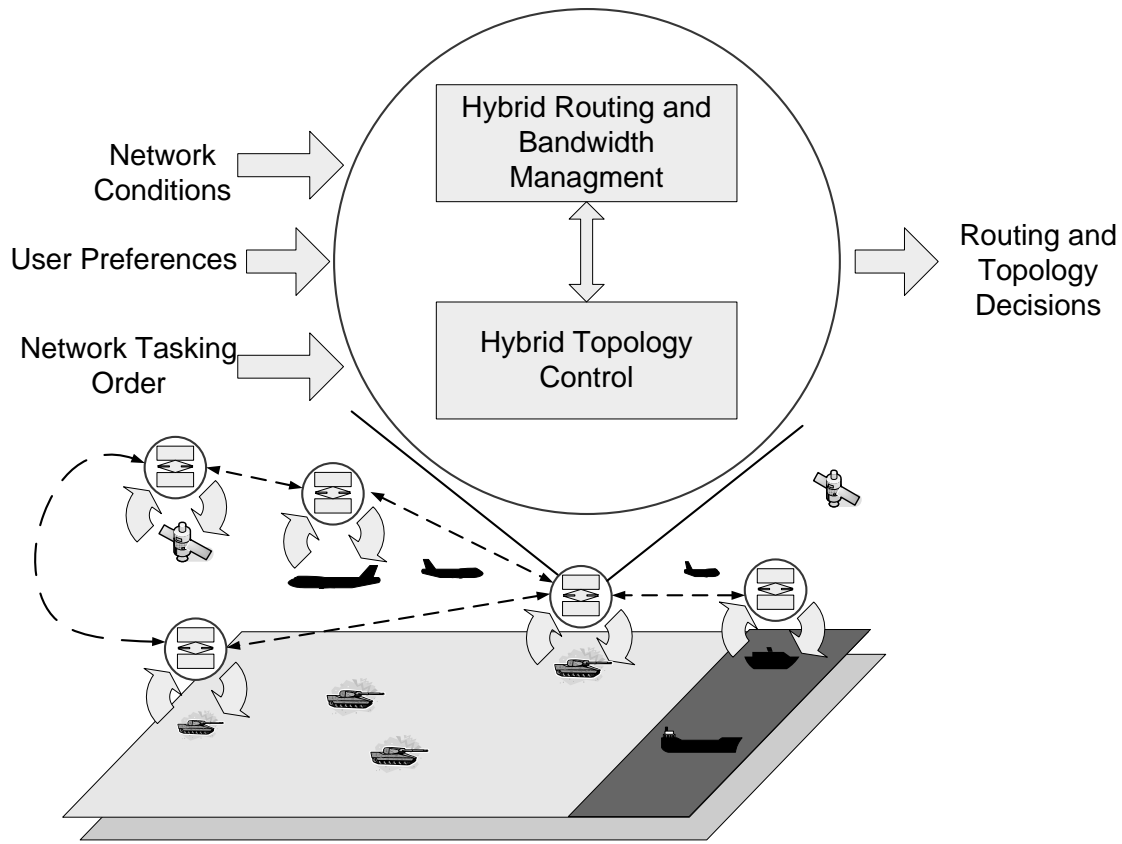 Hybrid Routing and
Bandwidth
Managment
Network
Conditions
User Preferences
Routing and
Topology
Decisions
Network Tasking
Order
Hybrid Topology
Control